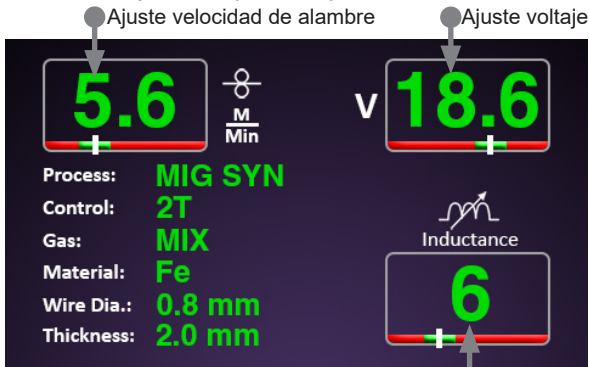 Ajuste velocidad de alambre
Ajuste voltaje
5.6
M
Min
V
18.6
Process: MIG SYN
Control: 2T
Gas: MIX
Material: Fe
Wire Dia.: 0.8 mm
Thickness: 2.0 mm
Inductance
6